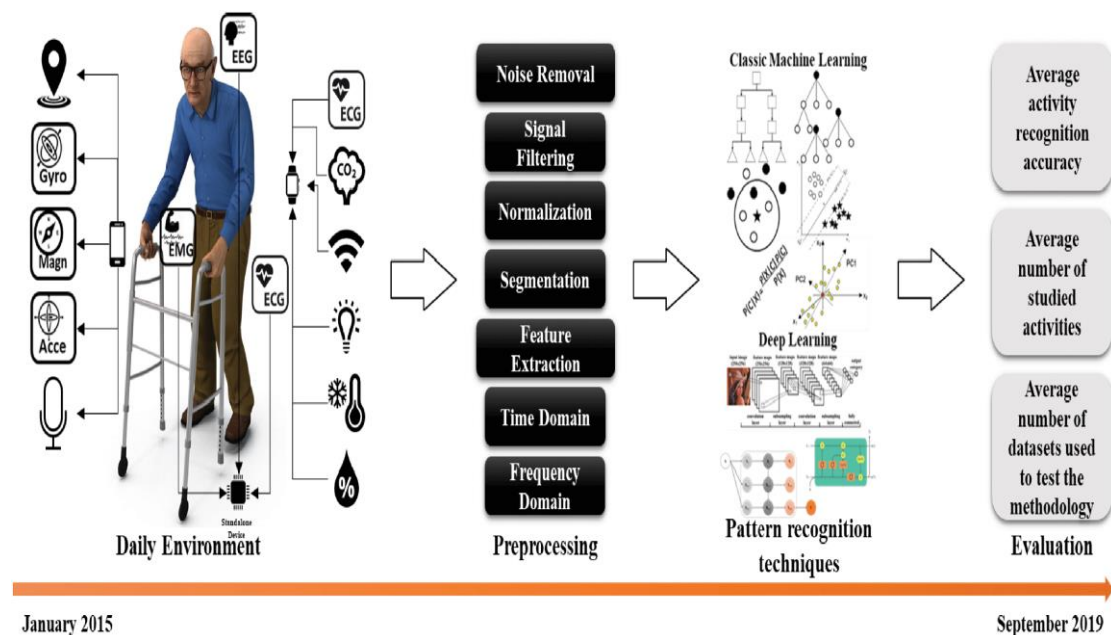 EEG
ECG
Gyro
CO₂
Magn
EMG
ECG
Acce
%
Standalone
Device
Daily Environment
Noise Removal
Signal
Filtering
Normalization
Segmentation
Feature
Extraction
Time Domain
Frequency
Domain
Preprocessing
Classic Machine Learning
P(C|X)=
P(X|C).P(C)
P(X)
PC1
PC2
Deep Learning
Pattern recognition
techniques
Average
activity
recognition
accuracy
Average
number of
studied
activities
Average
number of
datasets used
to test the
methodology
Evaluation
January 2015
September 2019